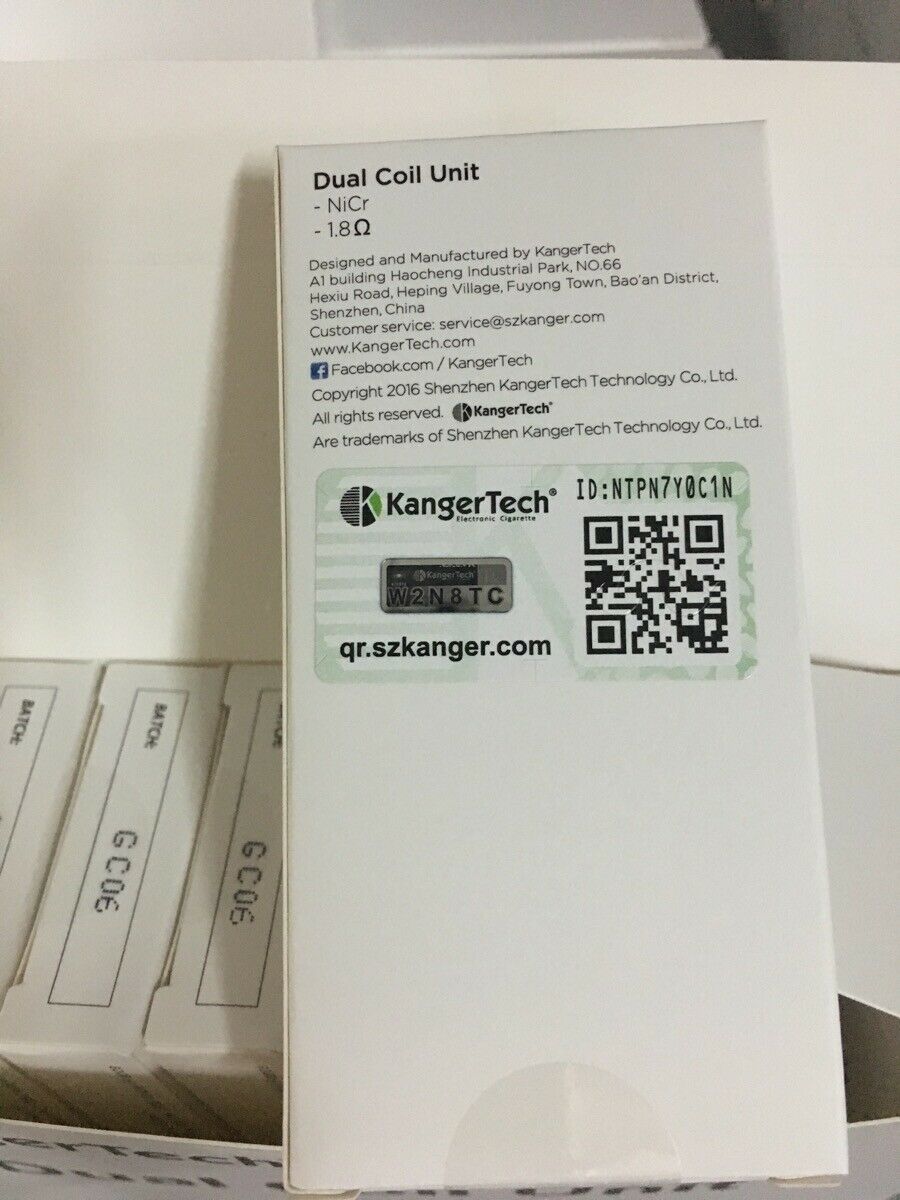 Dual Coil Unit
- NiCr
- 1.8Ω
Designed and Manufactured by KangerTech
A1 building Haocheng Industrial Park, NO.66
Hexiu Road, Heping Village, Fuyong Town, Bao'an District,
Shenzhen, China
Customer service: service@szkanger.com
www.KangerTech.com
Facebook.com / KangerTech
Copyright 2016 Shenzhen KangerTech Technology Co., Ltd.
All rights reserved. KangerTech®
Are trademarks of Shenzhen KangerTech Technology Co., Ltd.
KangerTech®
Electronic Cigarette
ID:NTPN7Y0C1N
KangerTech
W2N8TC
qr.szkanger.com
BATCH:
BATCH:
GC06
GC06